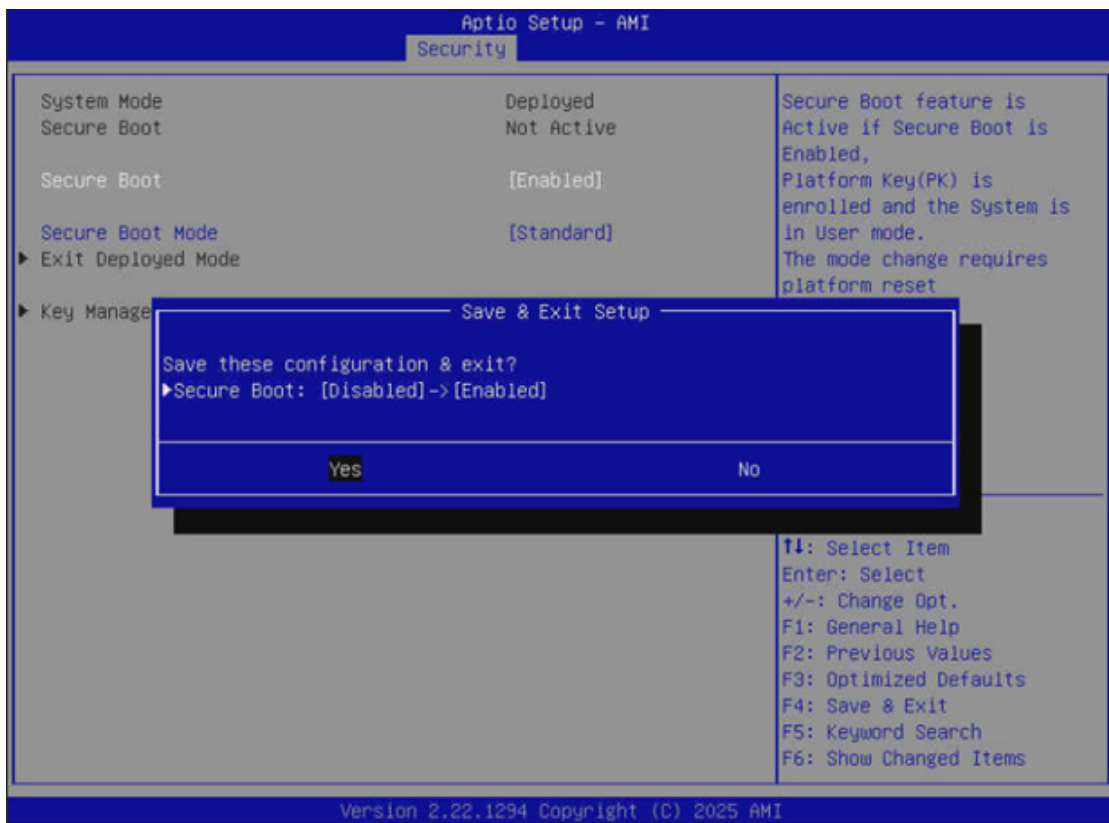 Aptio Setup - AMI
Security
System Mode Deployed
Secure Boot Not Active
Secure Boot [Enabled]
Secure Boot Mode [Standard]
▶ Exit Deployed Mode
▶ Key Manage
Secure Boot feature is
Active if Secure Boot is
Enabled,
Platform Key(PK) is
enrolled and the System is
in User mode.
The mode change requires
platform reset
Save & Exit Setup
Save these configuration & exit?
▶Secure Boot: [Disabled]->[Enabled]
Yes No
↑↓: Select Item
Enter: Select
+/-: Change Opt.
F1: General Help
F2: Previous Values
F3: Optimized Defaults
F4: Save & Exit
F5: Keyword Search
F6: Show Changed Items
Version 2.22.1294 Copyright (C) 2025 AMI